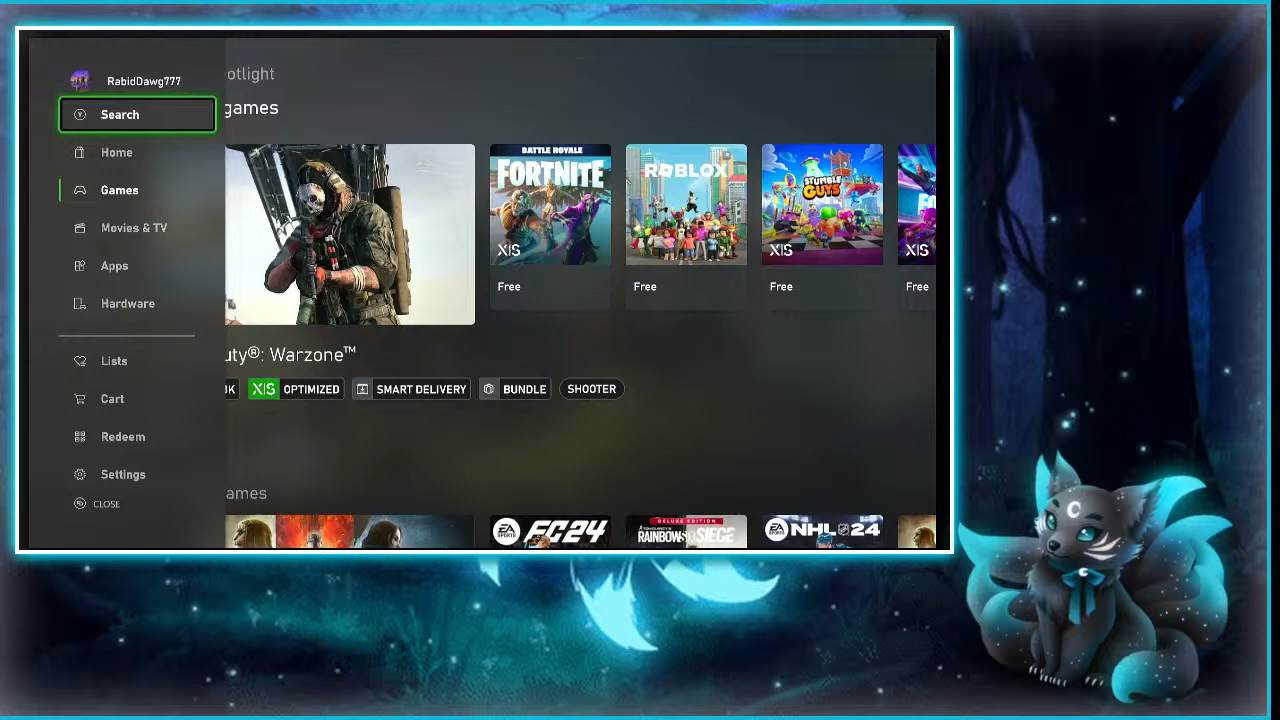 RabidDawg777
Search
Home
Games
Movies & TV
Apps
Hardware
Lists
Cart
Redeem
Settings
CLOSE
otlight
games
BATTLE ROYALE
FORTNITE
X|S
ROBLOX
STUMBLE GUYS
X|S
X|S
Free
Free
Free
Free
uty®: Warzone™
K
X|S OPTIMIZED
SMART DELIVERY
BUNDLE
SHOOTER
ames
EA SPORTS FC24
DELUXE EDITION
RAINBOW SIX SIEGE
EA SPORTS NHL 24